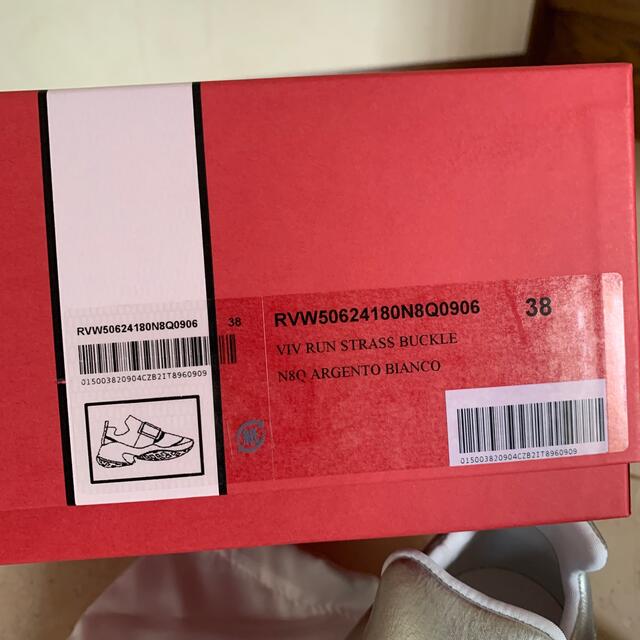 RVW50624180N8Q0906 38
015003820904CZB2IT8960909
RVW50624180N8Q0906 38
VIV RUN STRASS BUCKLE
N8Q ARGENTO BIANCO
015003820904CZB2IT8960909